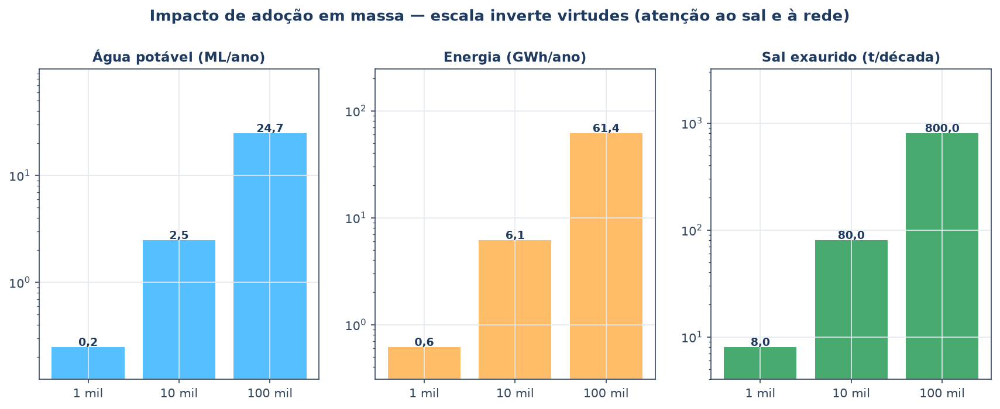 Impacto de adoção em massa — escala inverte virtudes (atenção ao sal e à rede)
Água potável (ML/ano)
10¹
10⁰
0,2
2,5
24,7
1 mil
10 mil
100 mil
Energia (GWh/ano)
10²
10¹
10⁰
0,6
6,1
61,4
1 mil
10 mil
100 mil
Sal exaurido (t/década)
10³
10²
10¹
8,0
80,0
800,0
1 mil
10 mil
100 mil